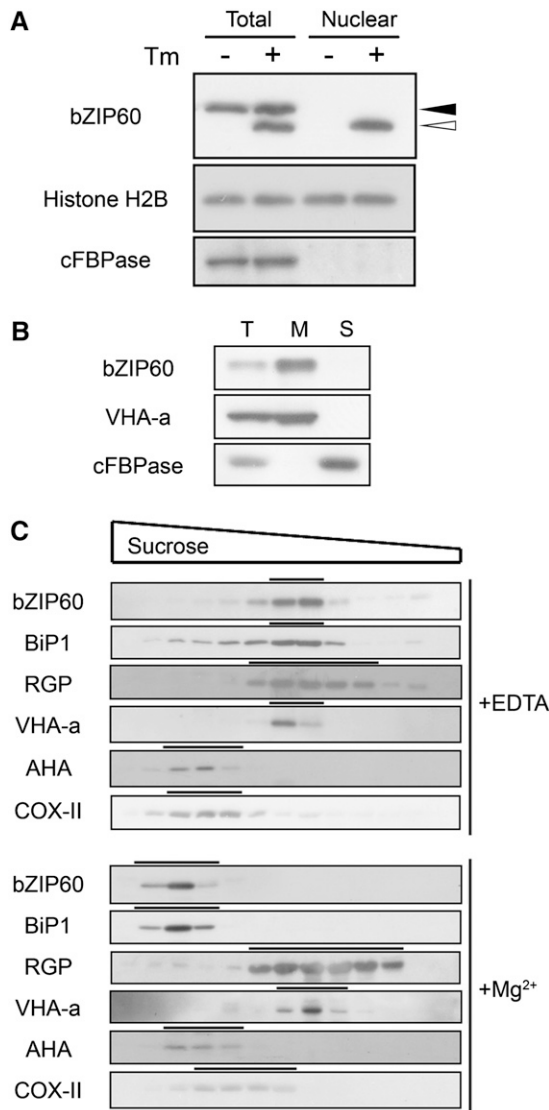 A
Total Nuclear
Tm - + - +
bZIP60
Histone H2B
cFBPase
B
T M S
bZIP60
VHA-a
cFBPase
C
Sucrose
bZIP60
BiP1
RGP
VHA-a
AHA
COX-II
+EDTA
bZIP60
BiP1
RGP
VHA-a
AHA
COX-II
+Mg²⁺